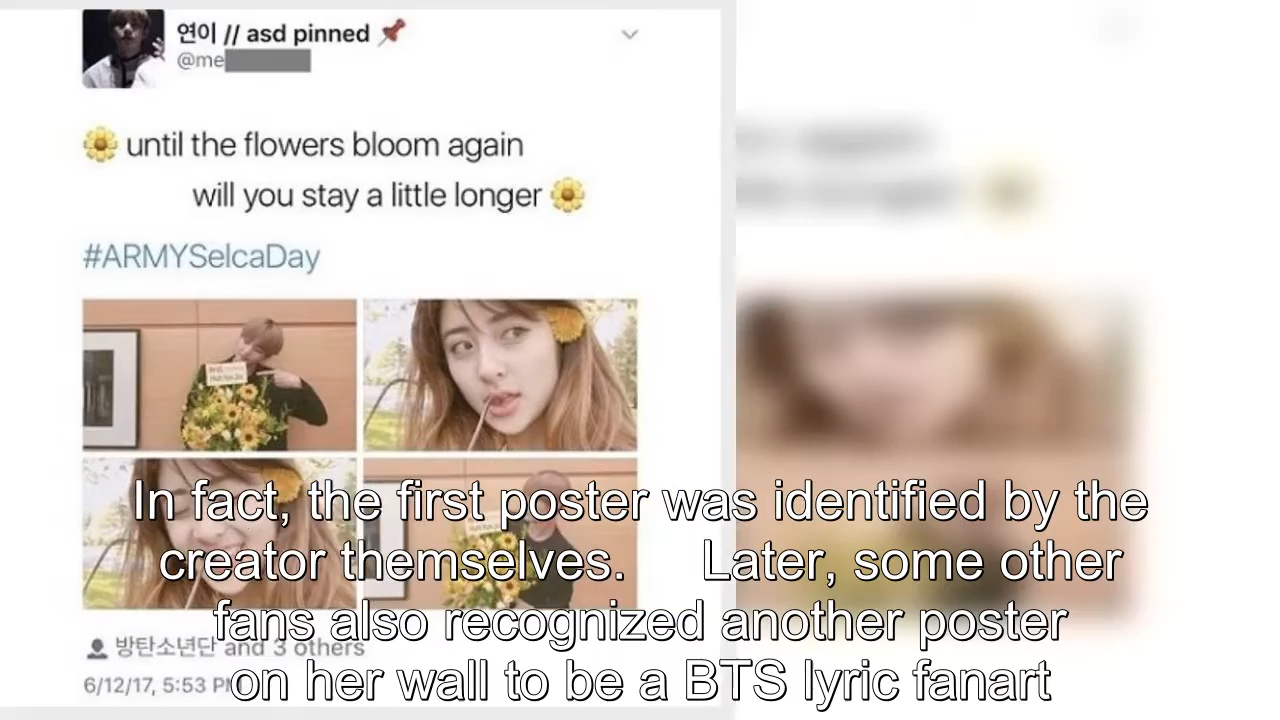 연이 // asd pinned 📌
@me
🌼 until the flowers bloom again
will you stay a little longer 🌼
#ARMYSelcaDay
In fact, the first poster was identified by the
creator themselves. Later, some other
fans also recognized another poster
방탄소년단 and 3 others
on her wall to be a BTS lyric fanart
6/12/17, 5:53 P